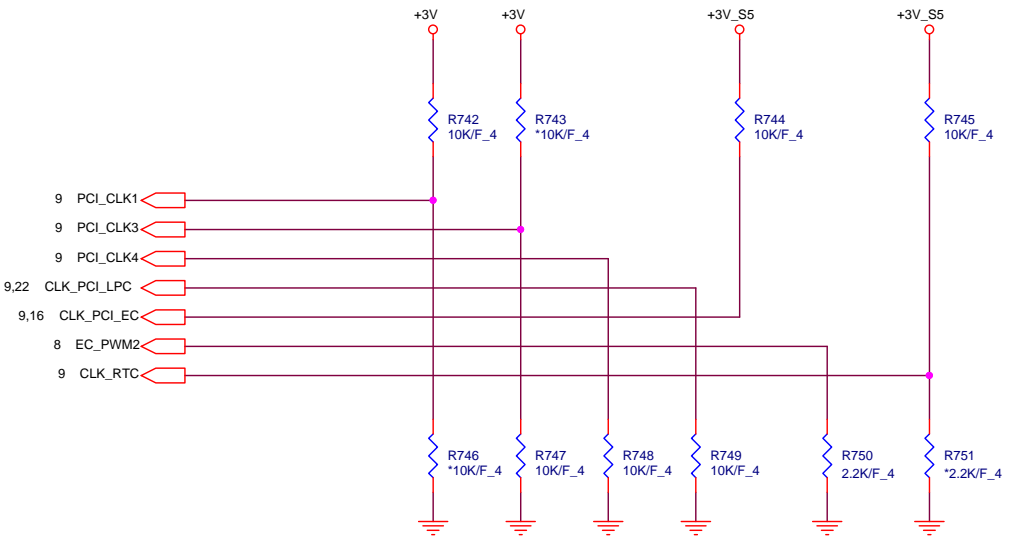 +3V
+3V
+3V_S5
+3V_S5
R742
10K/F_4
R743
*10K/F_4
R744
10K/F_4
R745
10K/F_4
9 PCI_CLK1
9 PCI_CLK3
9 PCI_CLK4
9,22 CLK_PCI_LPC
9,16 CLK_PCI_EC
8 EC_PWM2
9 CLK_RTC
R746
*10K/F_4
R747
10K/F_4
R748
10K/F_4
R749
10K/F_4
R750
2.2K/F_4
R751
*2.2K/F_4